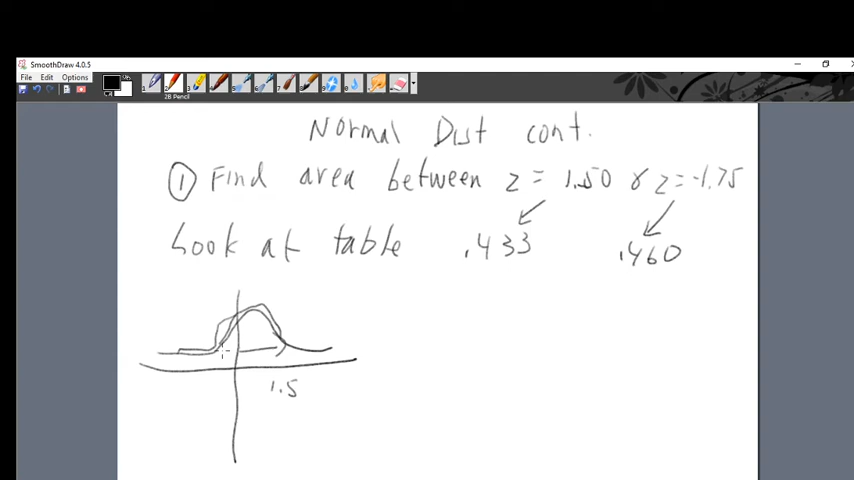 SmoothDraw 4.0.5
File Edit Options
2B Pencil
Normal Dist cont.
① Find area between z = 1.50 & z = -1.75
Look at table .433 .460
1.5